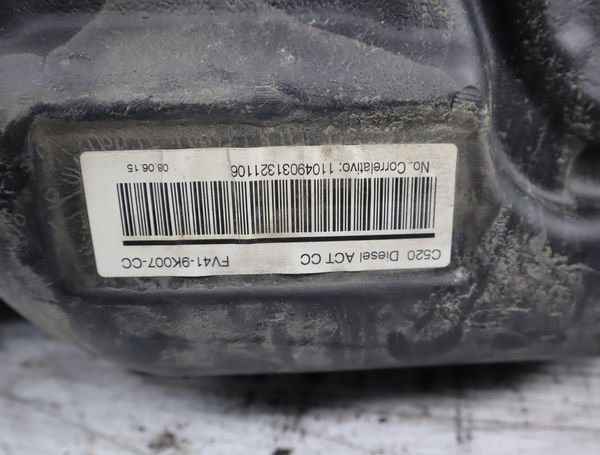 C520 Diesel ACT CC FV41-9K007-CC
No. Correlativo: 11049031321106 08.06.15